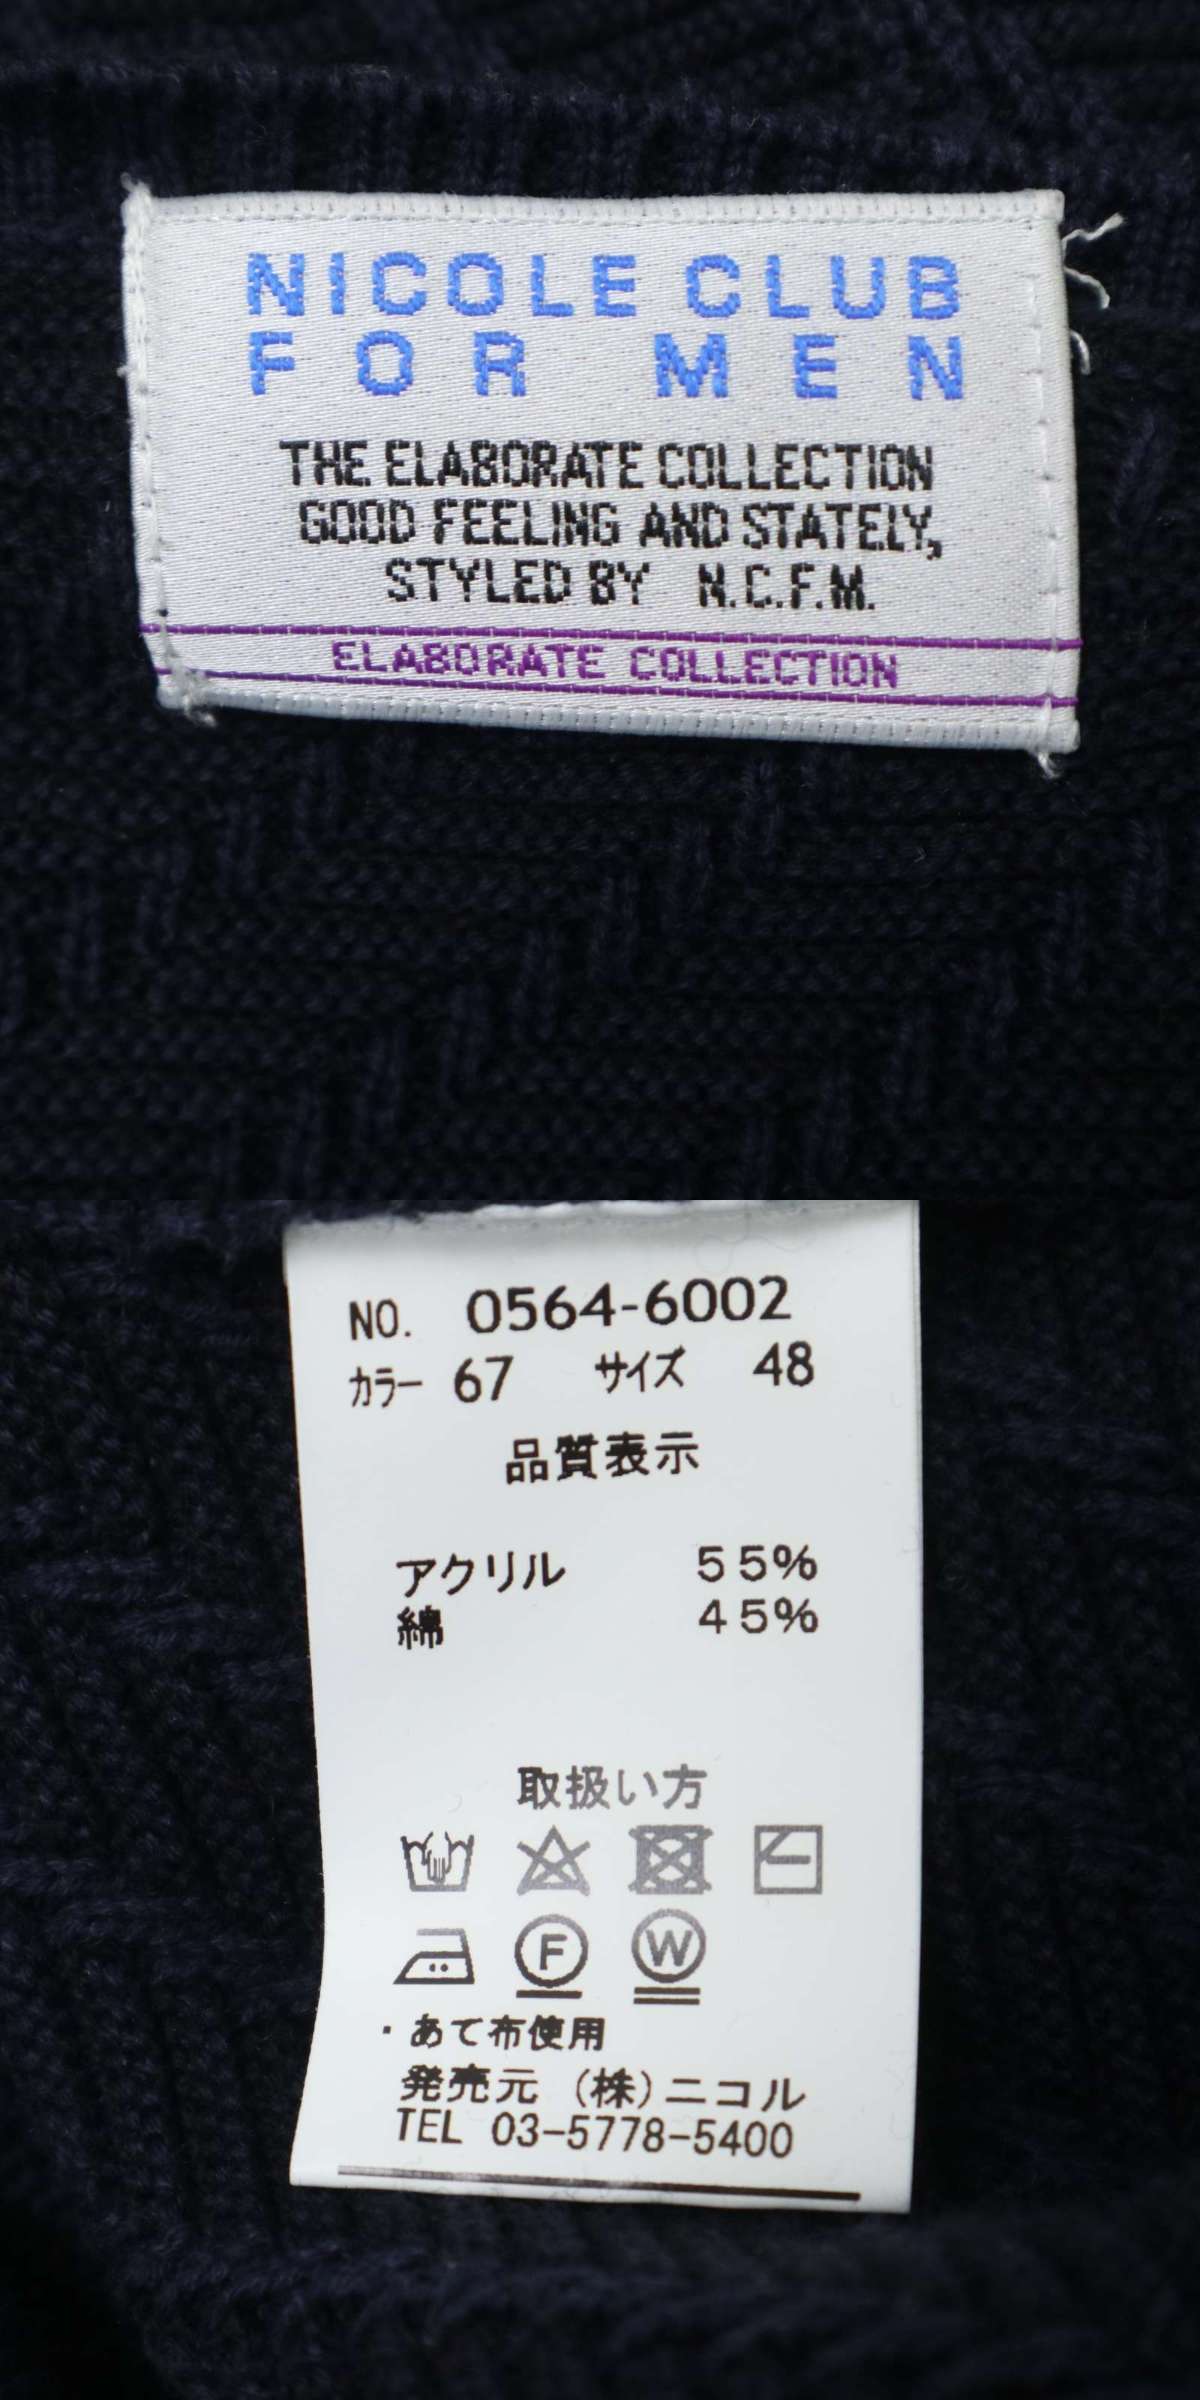 NICOLE CLUB
FOR MEN
THE ELABORATE COLLECTION
GOOD FEELING AND STATELY,
STYLED BY N.C.F.M.
ELABORATE COLLECTION
NO. 0564-6002
カラー 67 サイズ 48
品質表示
アクリル 55%
綿 45%
取扱い方
F W
・あて布使用
発売元 (株)ニコル
TEL 03-5778-5400